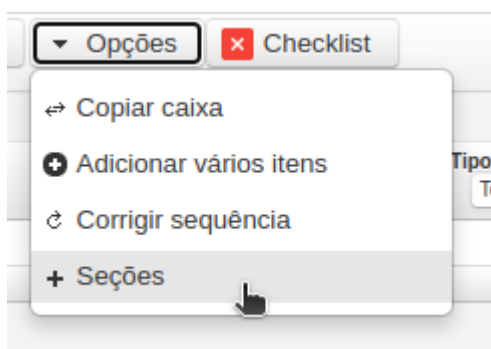 Opções Checklist
Copiar caixa
Adicionar vários itens
Tipo
Corrigir sequência
Seções